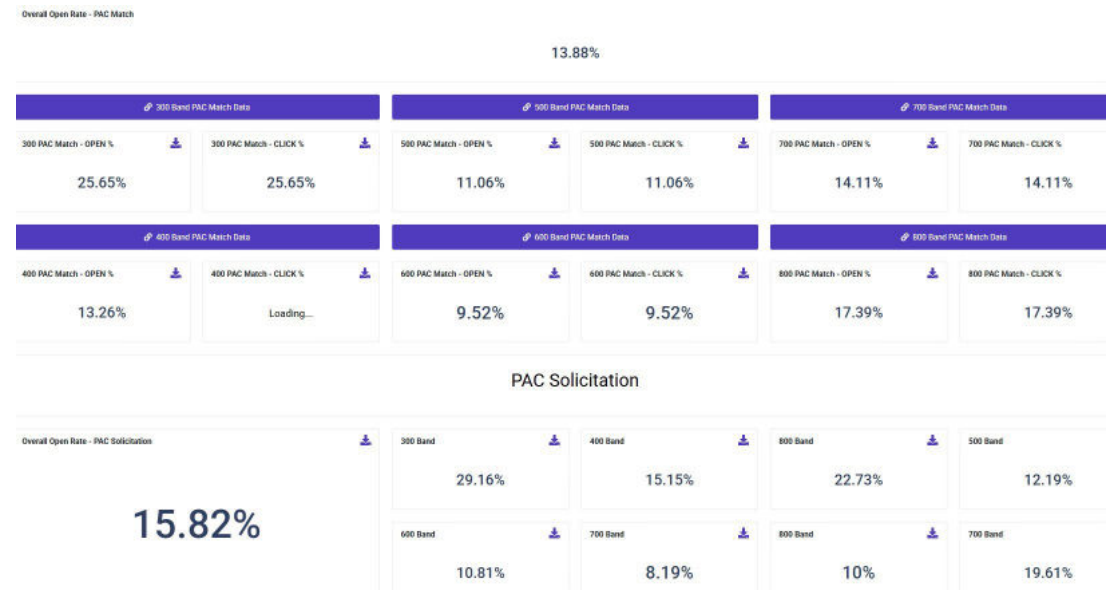 Overall Open Rate - PAC Match
13.88%
300 Band PAC Match Data
500 Band PAC Match Data
700 Band PAC Match Data
300 PAC Match - OPEN %
300 PAC Match - CLICK %
500 PAC Match - OPEN %
500 PAC Match - CLICK %
700 PAC Match - OPEN %
700 PAC Match - CLICK %
25.65%
25.65%
11.06%
11.06%
14.11%
14.11%
400 Band PAC Match Data
600 Band PAC Match Data
800 Band PAC Match Data
400 PAC Match - OPEN %
400 PAC Match - CLICK %
600 PAC Match - OPEN %
600 PAC Match - CLICK %
800 PAC Match - OPEN %
800 PAC Match - CLICK %
13.26%
Loading...
9.52%
9.52%
17.39%
17.39%
PAC Solicitation
Overall Open Rate - PAC Solicitation
15.82%
300 Band
400 Band
800 Band
500 Band
29.16%
15.15%
22.73%
12.19%
600 Band
700 Band
800 Band
700 Band
10.81%
8.19%
10%
19.61%